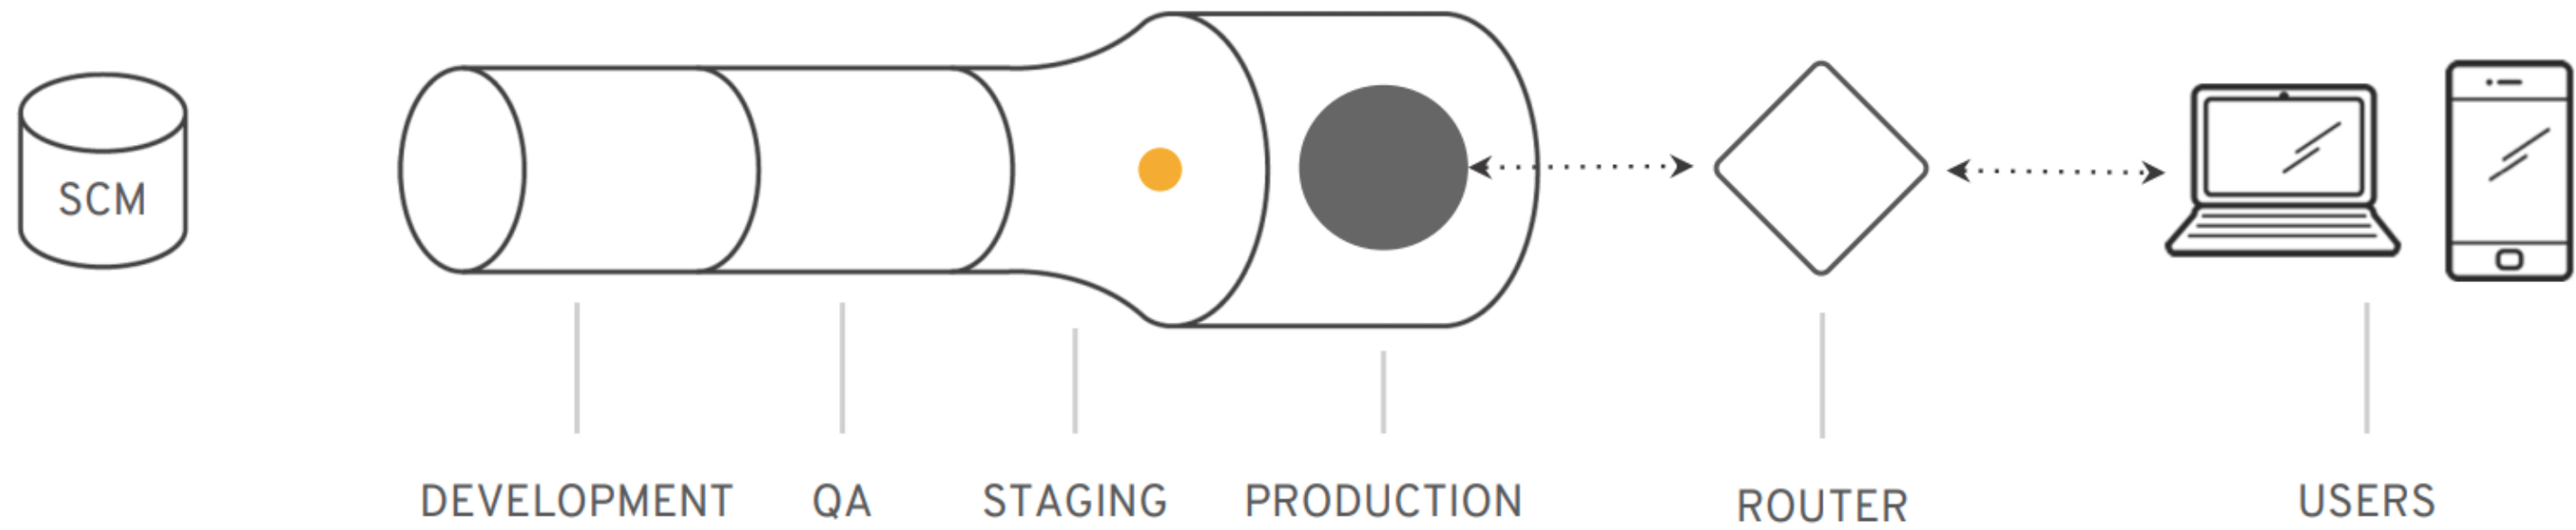 SCM
DEVELOPMENT
QA
STAGING
PRODUCTION
ROUTER
USERS